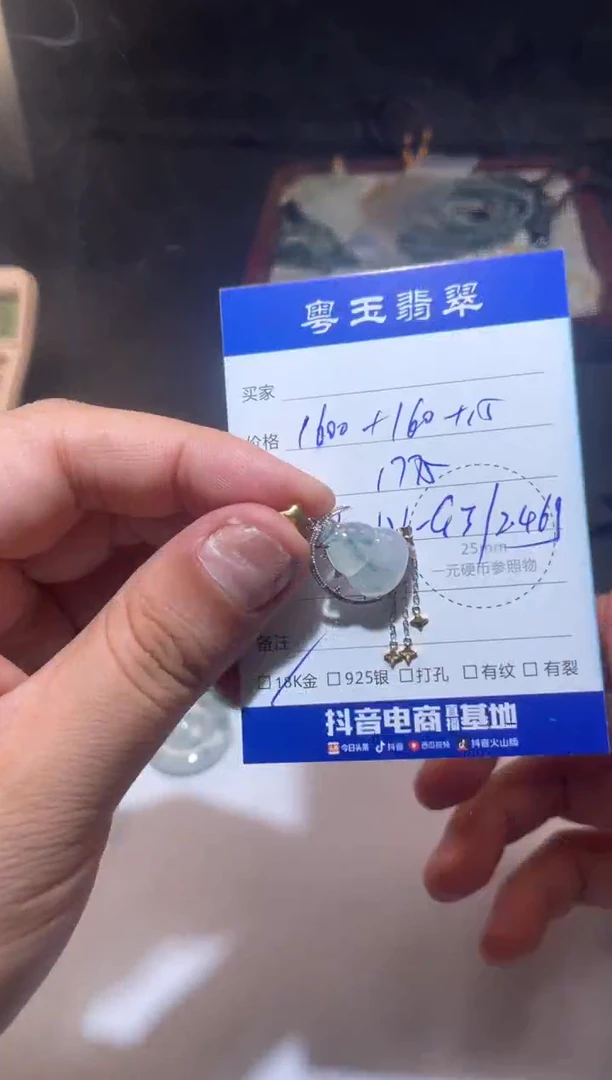 粤玉翡翠
买家
价格 1600+160+15
1775
G3/2.46g
25mm
一元硬币参照物
备注
18K金 925银 打孔 有纹 有裂
抖音电商直播基地
今日头条 抖音 西瓜视频 抖音火山版